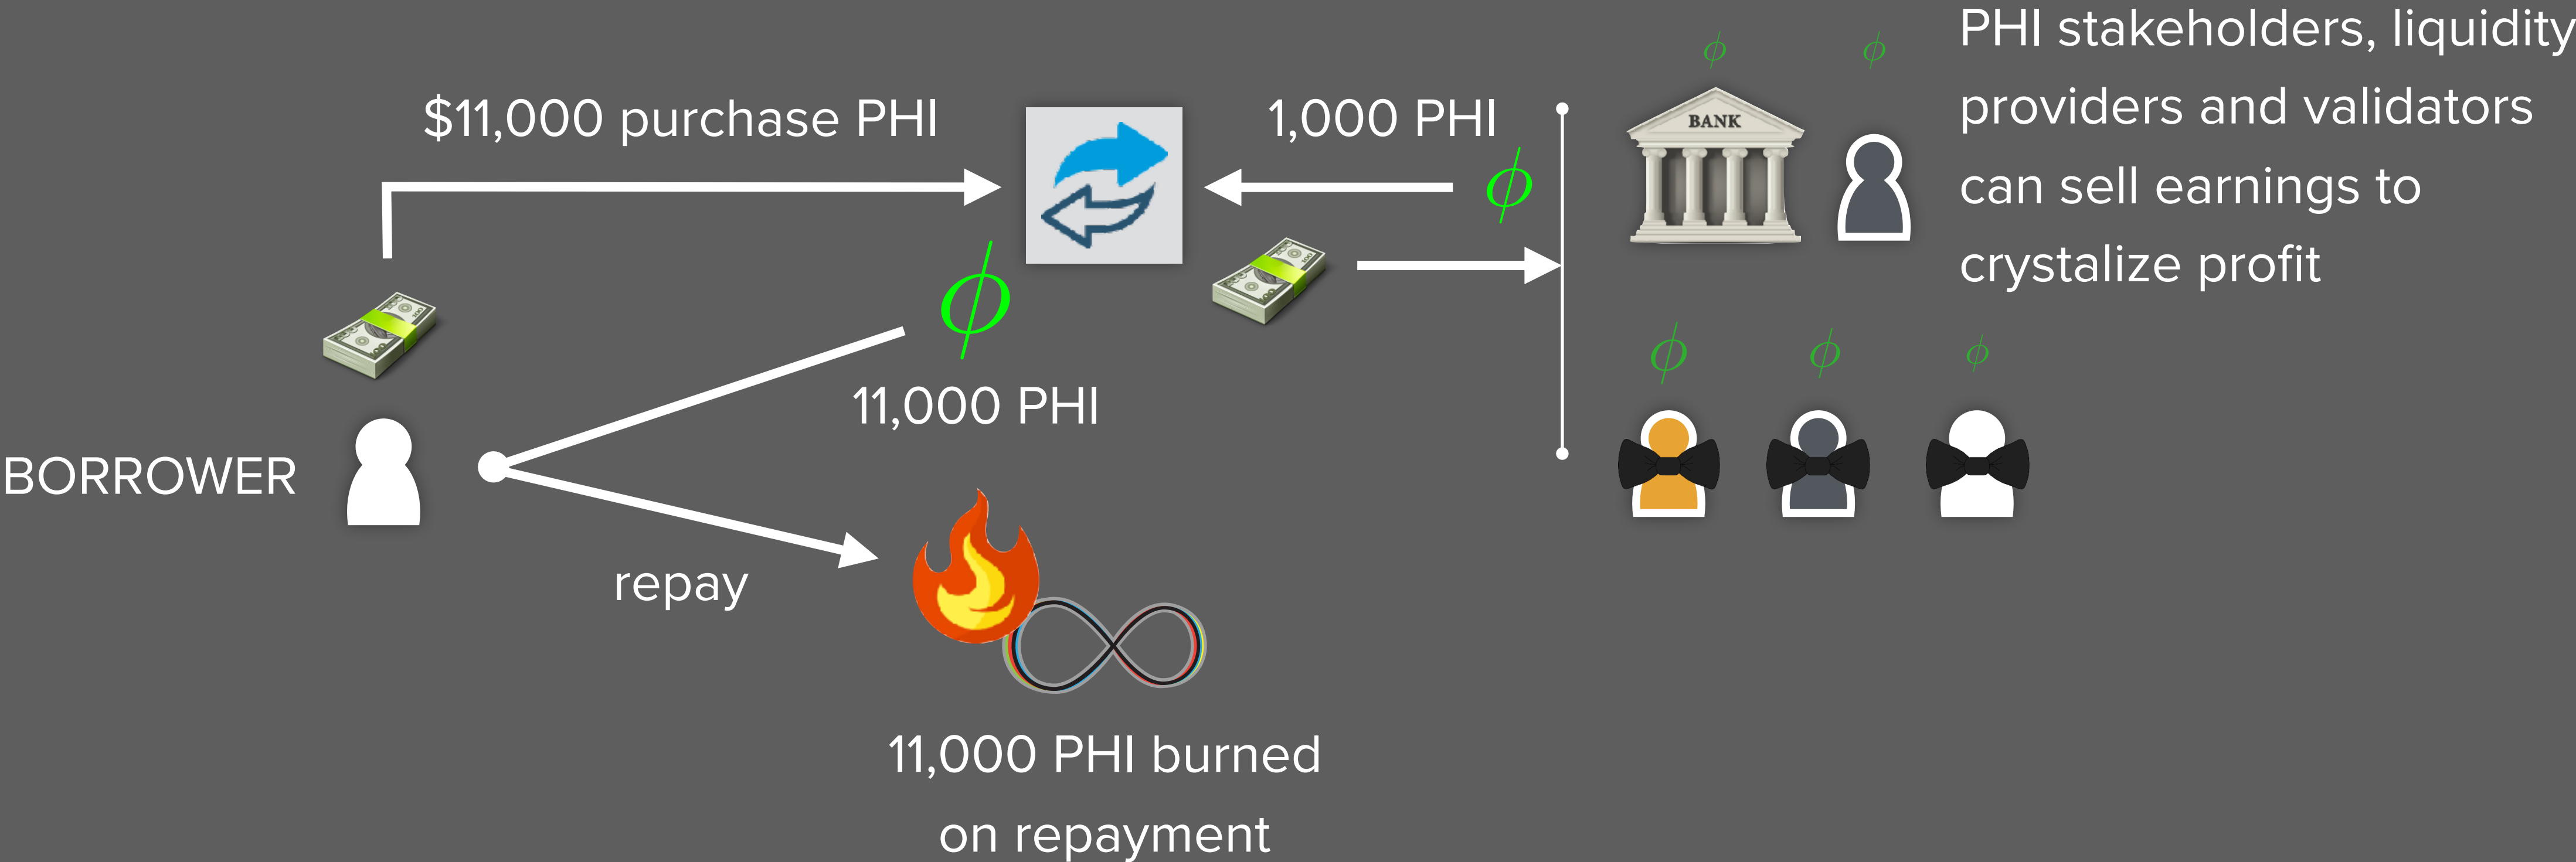 PHI stakeholders, liquidity
providers and validators
can sell earnings to
crystalize profit
$11,000 purchase PHI
1,000 PHI
BANK
ϕ
ϕ
ϕ
ϕ
11,000 PHI
ϕ
ϕ
ϕ
BORROWER
repay
11,000 PHI burned
on repayment